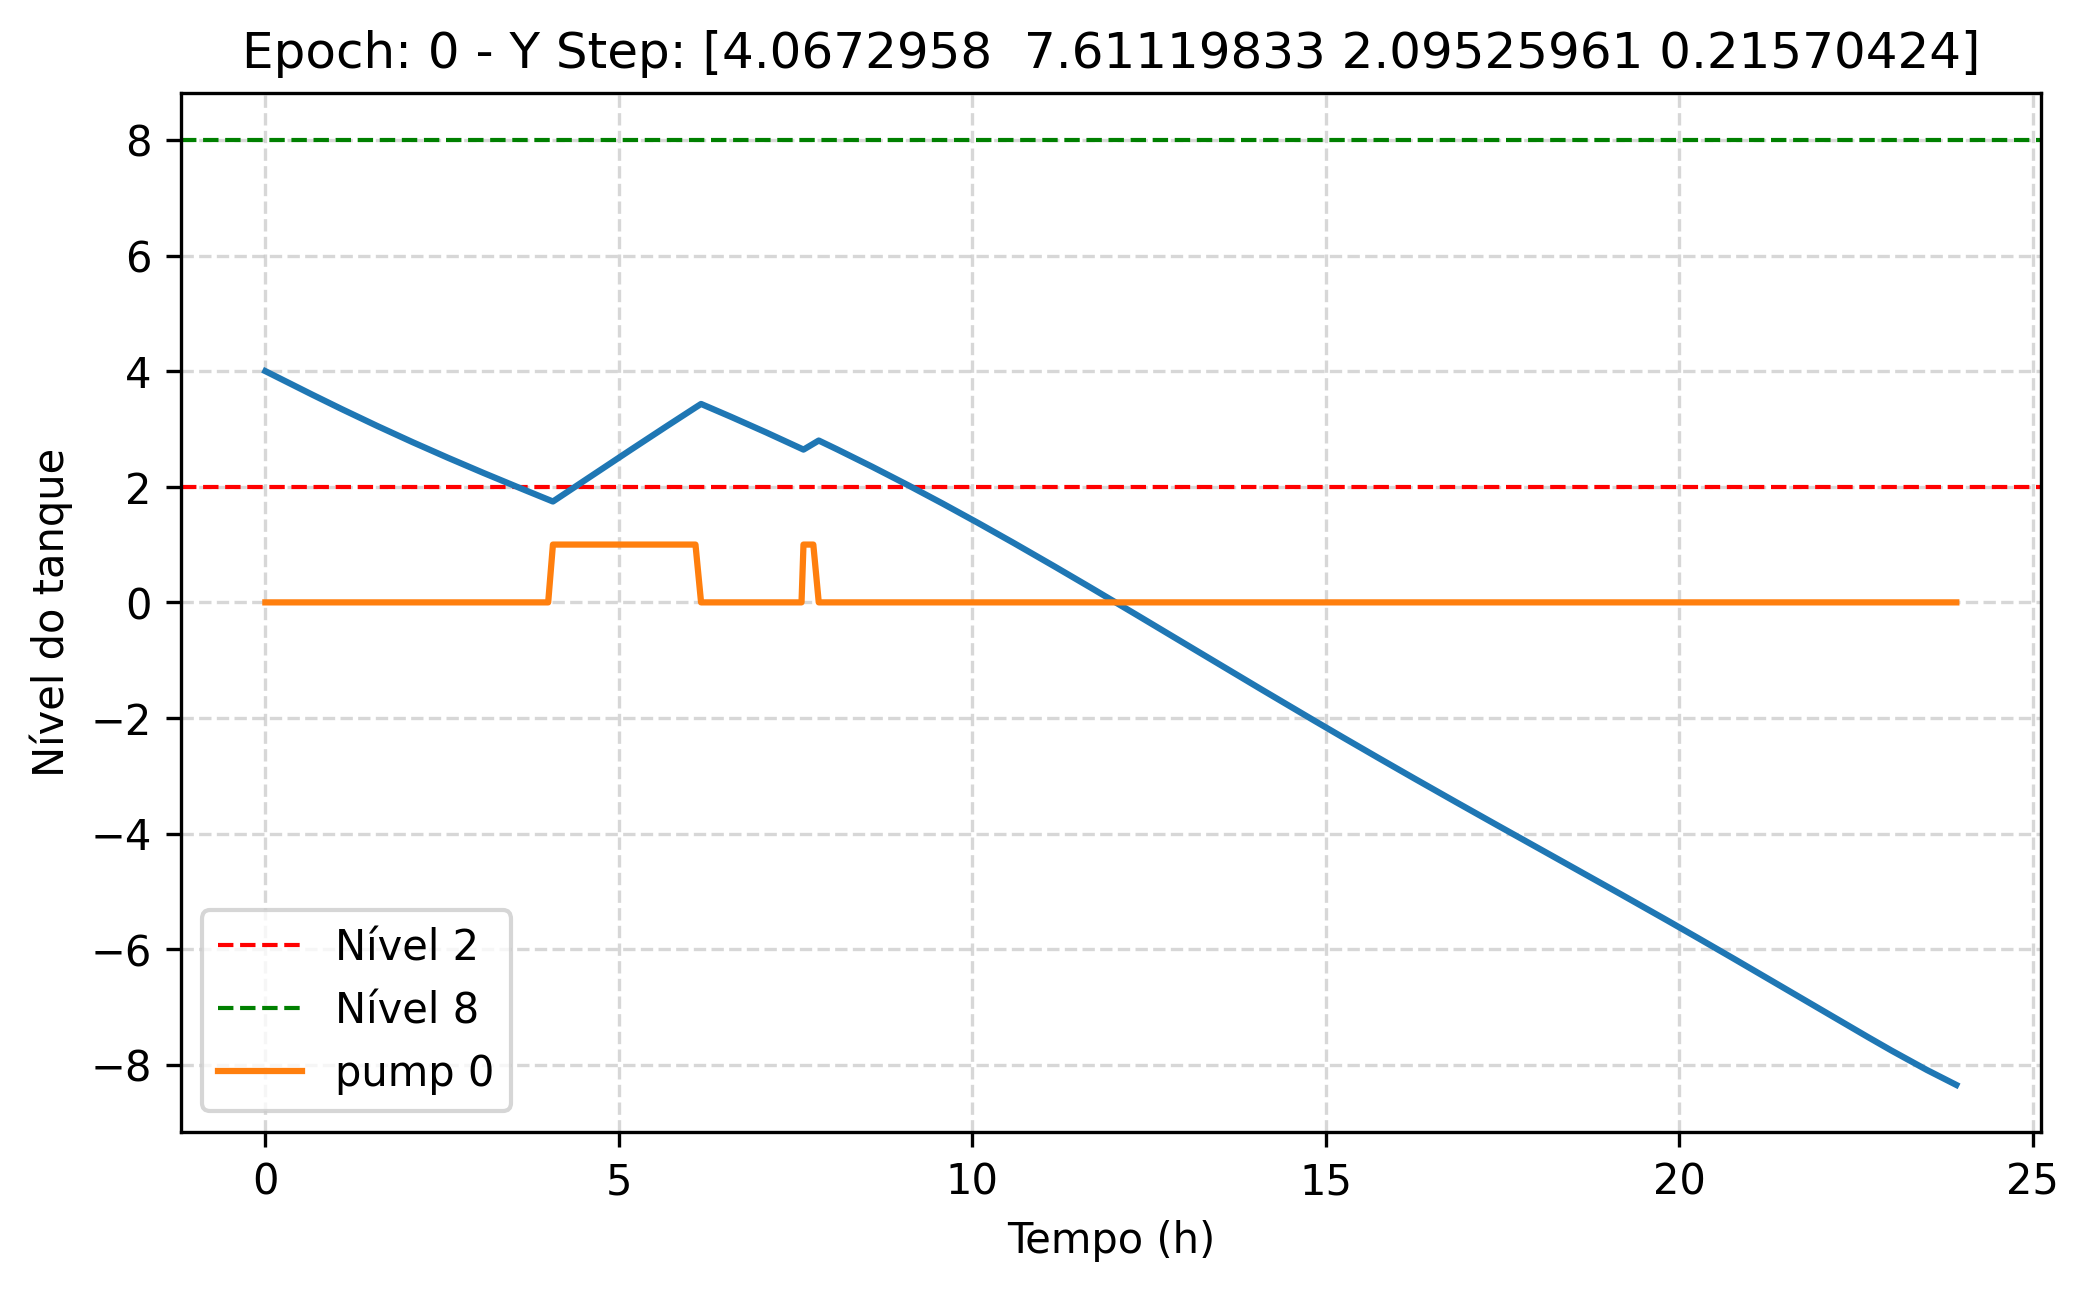 Epoch: 0 - Y Step: [4.0672958  7.61119833 2.09525961 0.21570424]
Nível do tanque
8
6
4
2
0
−2
−4
−6
−8
Nível 2
Nível 8
pump 0
0 5 10 15 20 25
Tempo (h)